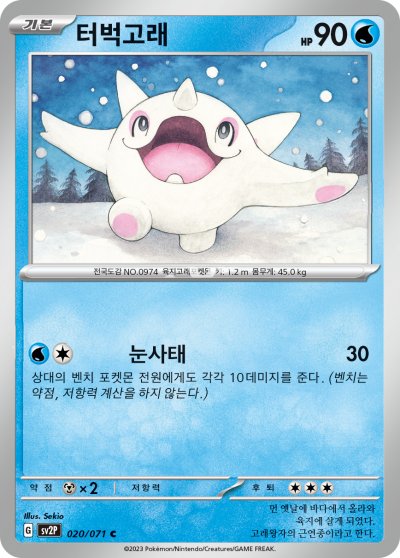 기본 터벅고래 HP 90
전국도감 NO.0974 육지고래포켓몬 키: 1.2 m 몸무게: 45.0 kg
눈사태 30
상대의 벤치 포켓몬 전원에게도 각각 10데미지를 준다. (벤치는
약점, 저항력 계산을 하지 않는다.)
약점 ×2 저항력 후퇴
Illus. Sekio
G SV2P 020/071 C
먼 옛날에 바다에서 올라와
육지에 살게 되었다.
고래왕자의 근연종이라고 한다.
©2023 Pokémon/Nintendo/Creatures/GAME FREAK.